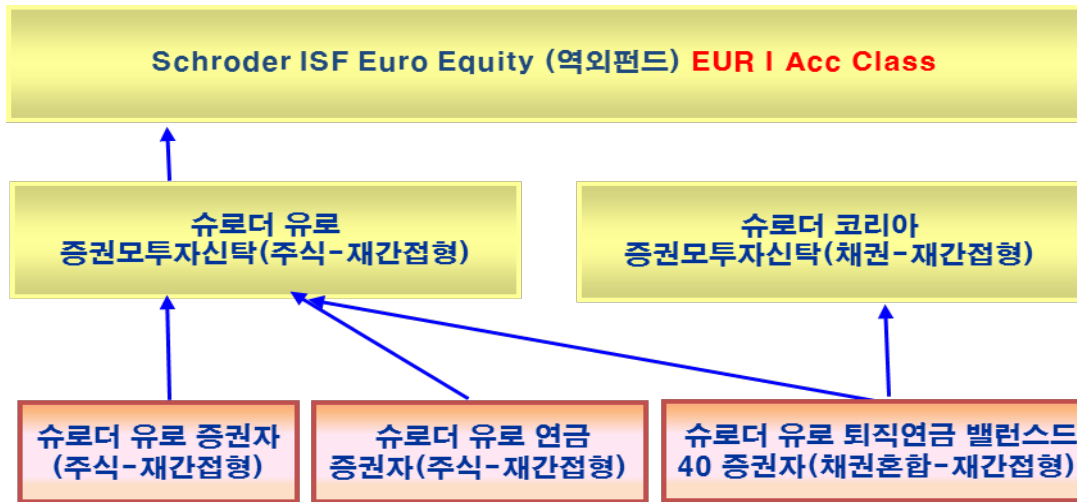 Schroder ISF Euro Equity (역외펀드) EUR I Acc Class
슈로더 유로
증권모투자신탁(주식-재간접형)
슈로더 코리아
증권모투자신탁(채권-재간접형)
슈로더 유로 증권자
(주식-재간접형)
슈로더 유로 연금
증권자(주식-재간접형)
슈로더 유로 퇴직연금 밸런스드
40 증권자(채권혼합-재간접형)